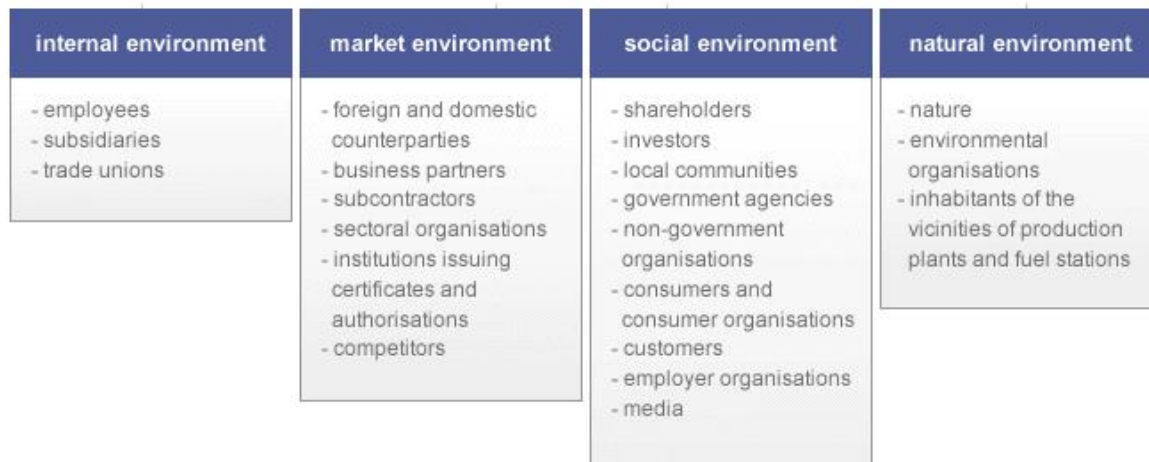 internal environment
- employees
- subsidiaries
- trade unions
market environment
- foreign and domestic
counterparties
- business partners
- subcontractors
- sectoral organisations
- institutions issuing
certificates and
authorisations
- competitors
social environment
- shareholders
- investors
- local communities
- government agencies
- non-government
organisations
- consumers and
consumer organisations
- customers
- employer organisations
- media
natural environment
- nature
- environmental
organisations
- inhabitants of the
vicinities of production
plants and fuel stations